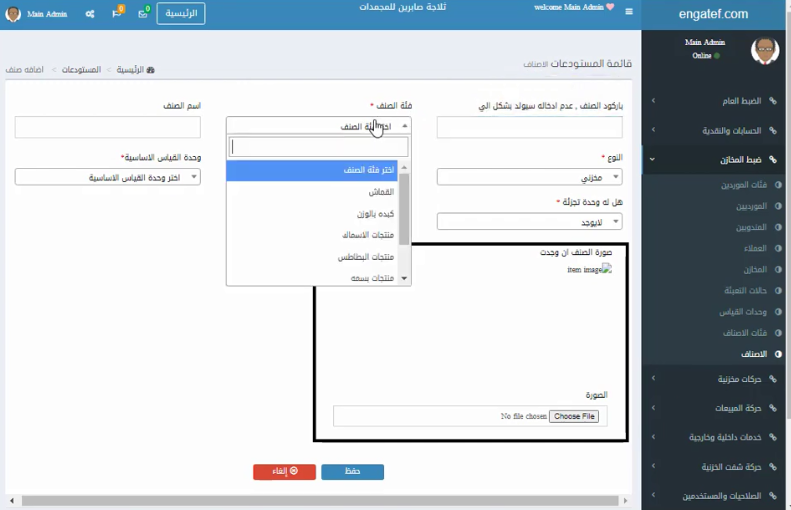 engatef.com
welcome Main Admin
ثلاجة صابرين للمجمدات
الرئيسية
0
0
Main Admin
Main Admin
Online
قائمة المستودعات الاصناف
الرئيسية > المستودعات > اضافه صنف
باركود الصنف , عدم ادخاله سيولد بشكل الي
فئة الصنف *
اسم الصنف
النوع *
مخزني
وحدة القياس الاساسية*
اختر وحدة القياس الاساسية
هل له وحدة تجزئة *
لايوجد
اختر فئة الصنف
اختر فئة الصنف
القماش
كبده بالوزن
منتجات الاسماك
منتجات البطاطس
منتجات بسمه
صورة الصنف ان وجدت
item image
الصورة
Choose File No file chosen
حفظ
إلغاء
الضبط العام
الحسابات والنقدية
ضبط المخازن
فئات الموردين
الموردين
المندوبين
العملاء
المخازن
حالات التعبئة
وحدات القياس
فئات الاصناف
الاصناف
حركات مخزنية
حركة المبيعات
خدمات داخلية وخارجية
حركة شفت الخزنية
الصلاحيات والمستخدمين